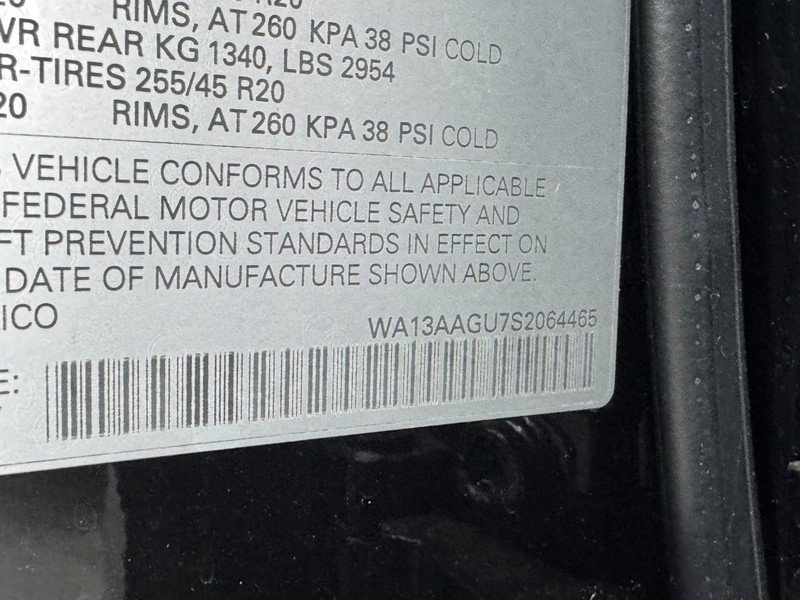 RIMS, AT 260 KPA 38 PSI COLD
WR REAR KG 1340, LBS 2954
R-TIRES 255/45 R20
20 RIMS, AT 260 KPA 38 PSI COLD
VEHICLE CONFORMS TO ALL APPLICABLE
FEDERAL MOTOR VEHICLE SAFETY AND
FT PREVENTION STANDARDS IN EFFECT ON
DATE OF MANUFACTURE SHOWN ABOVE.
ICO
WA13AAGU7S2064465
E: